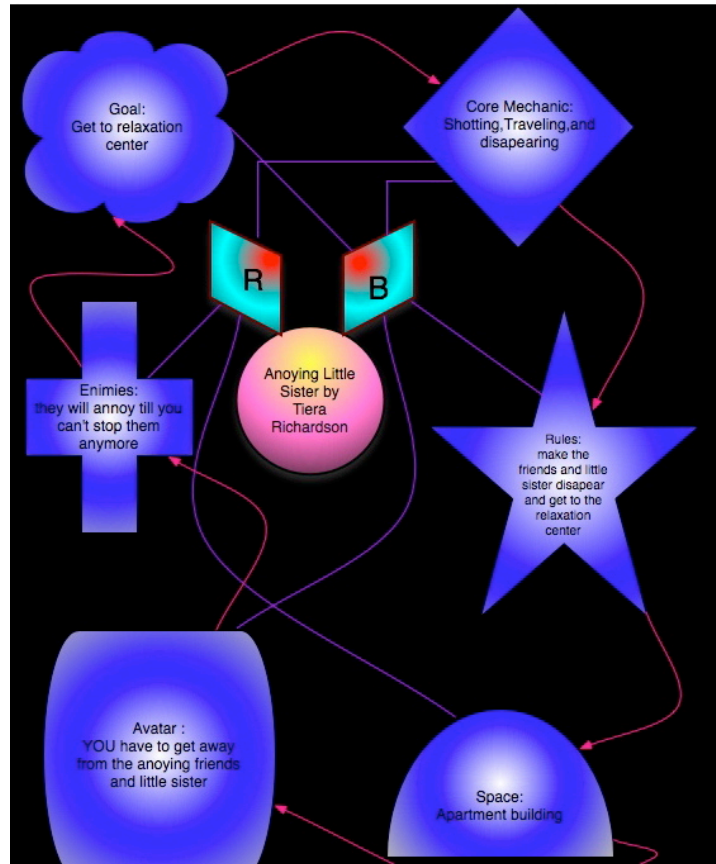 Goal:
Get to relaxation
center
Core Mechanic:
Shotting,Traveling,and
disapearing
R
B
Anoying Little
Sister by
Tiera
Richardson
Enimies:
they will annoy till you
can't stop them
anymore
Rules:
make the
friends and little
sister disapear
and get to the
relaxation
center
Avatar :
YOU have to get away
from the anoying friends
and little sister
Space:
Apartment building